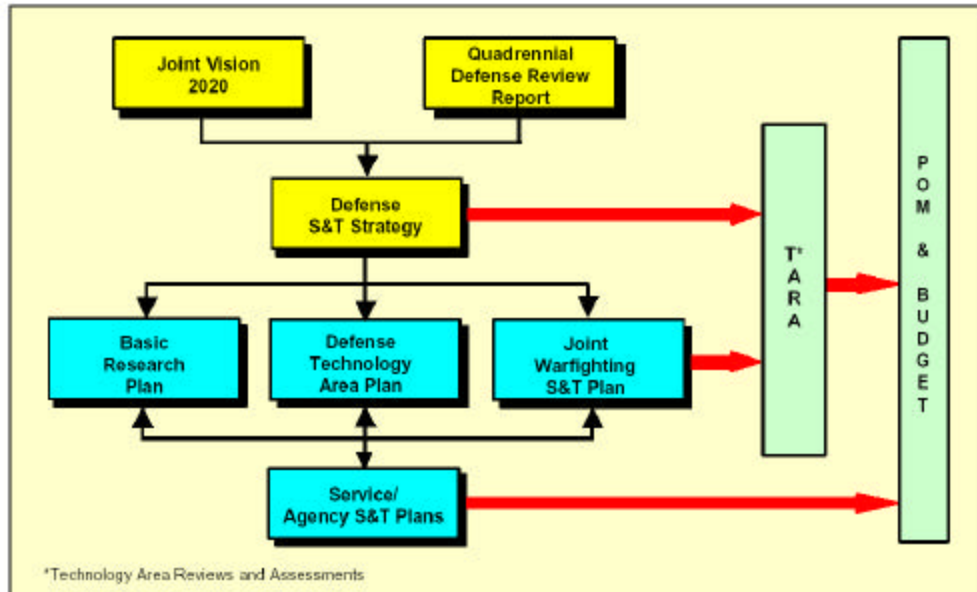 Joint Vision
2020
Quadrennial
Defense Review
Report
Defense
S&T Strategy
Basic
Research
Plan
Defense
Technology
Area Plan
Joint
Warfighting
S&T Plan
Service/
Agency S&T Plans
T*
A
R
A
P
O
M
&
B
U
D
G
E
T
*Technology Area Reviews and Assessments